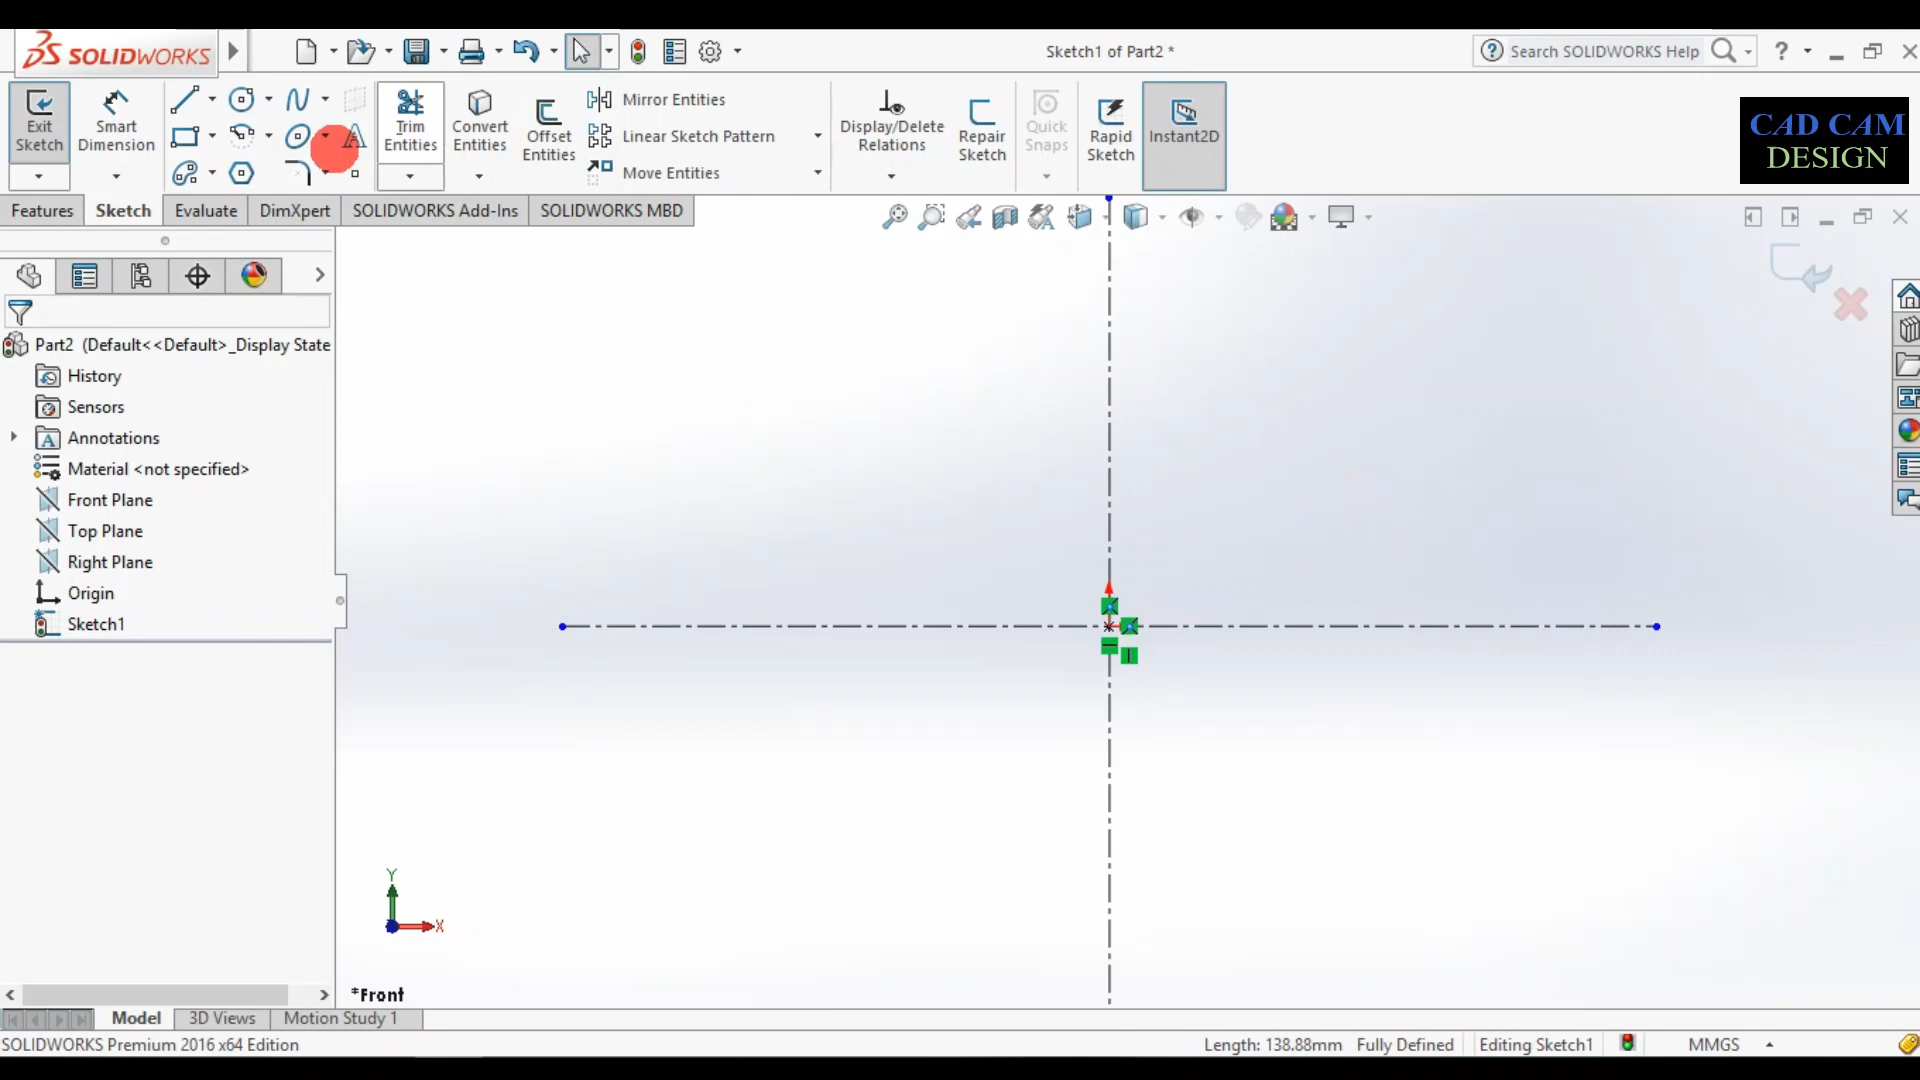 SOLIDWORKS
Sketch1 of Part2 *
Search SOLIDWORKS Help
?
Exit Sketch
Smart Dimension
Trim Entities
Convert Entities
Offset Entities
Mirror Entities
Linear Sketch Pattern
Move Entities
Display/Delete Relations
Repair Sketch
Quick Snaps
Rapid Sketch
Instant2D
CAD CAM
DESIGN
Features
Sketch
Evaluate
DimXpert
SOLIDWORKS Add-Ins
SOLIDWORKS MBD
Part2 (Default<<Default>_Display State
History
Sensors
Annotations
Material <not specified>
Front Plane
Top Plane
Right Plane
Origin
Sketch1
Y
X
*Front
Model
3D Views
Motion Study 1
SOLIDWORKS Premium 2016 x64 Edition
Length: 138.88mm
Fully Defined
Editing Sketch1
MMGS